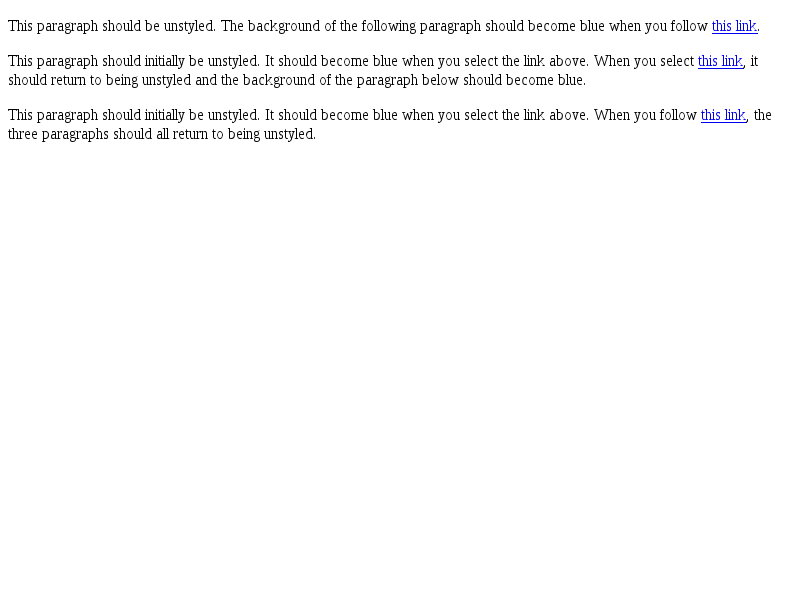 This paragraph should be unstyled. The background of the following paragraph should become blue when you follow this link.
This paragraph should initially be unstyled. It should become blue when you select the link above. When you select this link, it
should return to being unstyled and the background of the paragraph below should become blue.
This paragraph should initially be unstyled. It should become blue when you select the link above. When you follow this link, the
three paragraphs should all return to being unstyled.